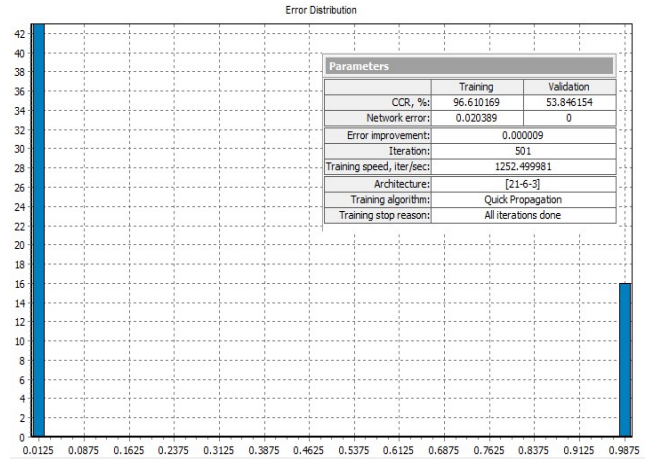 Error Distribution
42
40
38
36
34
32
30
28
26
24
22
20
18
16
14
12
10
8
6
4
2
0
Parameters
Training Validation
CCR, %: 96.610169 53.846154
Network error: 0.020389 0
Error improvement: 0.000009
Iteration: 501
Training speed, iter/sec: 1252.499981
Architecture: [21-6-3]
Training algorithm: Quick Propagation
Training stop reason: All iterations done
0.0125 0.0875 0.1625 0.2375 0.3125 0.3875 0.4625 0.5375 0.6125 0.6875 0.7625 0.8375 0.9125 0.9875